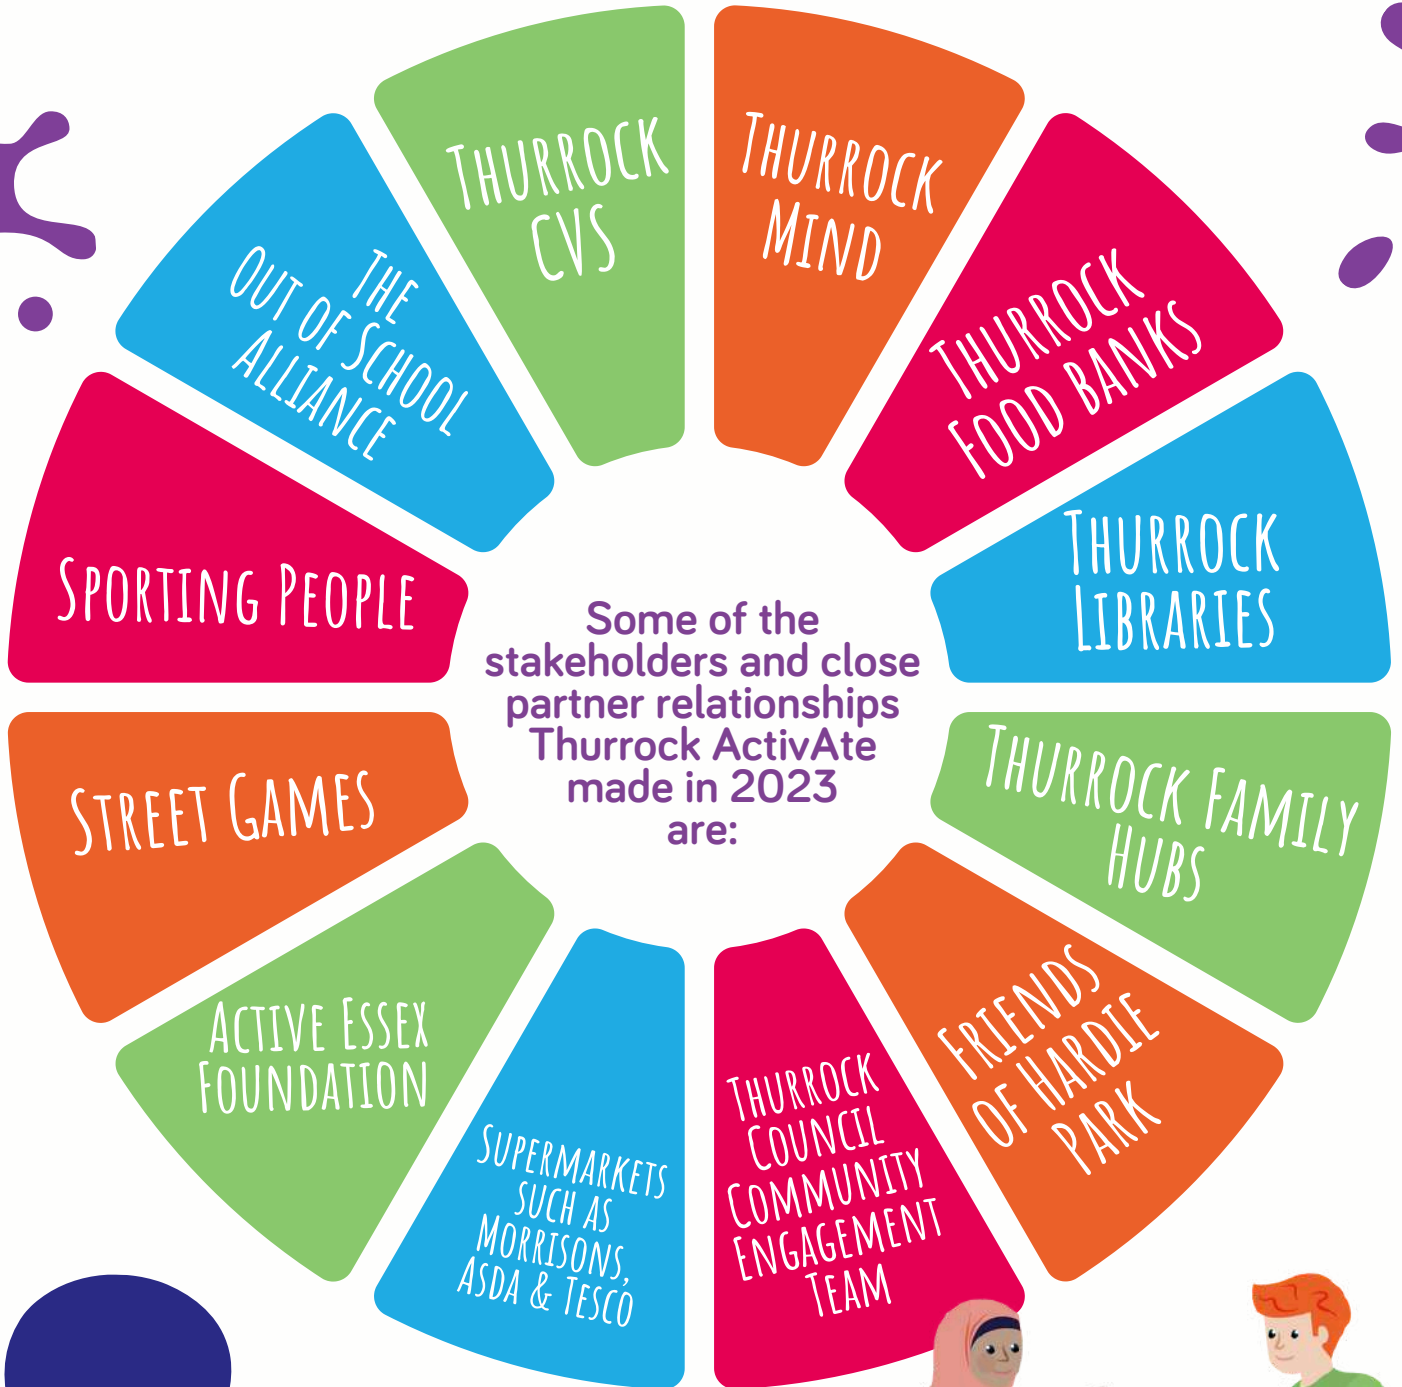 Some of the
stakeholders and close
partner relationships
Thurrock ActivAte
made in 2023
are:
Thurrock
Mind
Thurrock
Food banks
Thurrock
Libraries
Thurrock Family
Hubs
Friends
of Hardie
Park
Thurrock
Council
Community
Engagement
Team
Supermarkets
such as
Morrisons,
Asda & Tesco
Active Essex
Foundation
Street Games
Sporting People
The
Out of School
Alliance
Thurrock
CVS